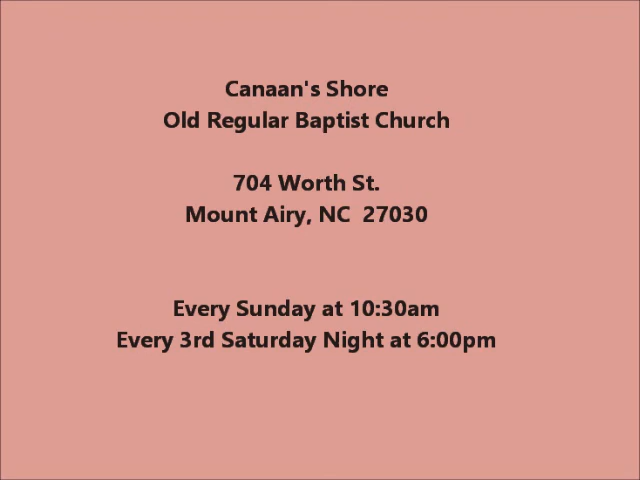 Canaan's Shore
Old Regular Baptist Church
704 Worth St.
Mount Airy, NC  27030
Every Sunday at 10:30am
Every 3rd Saturday Night at 6:00pm